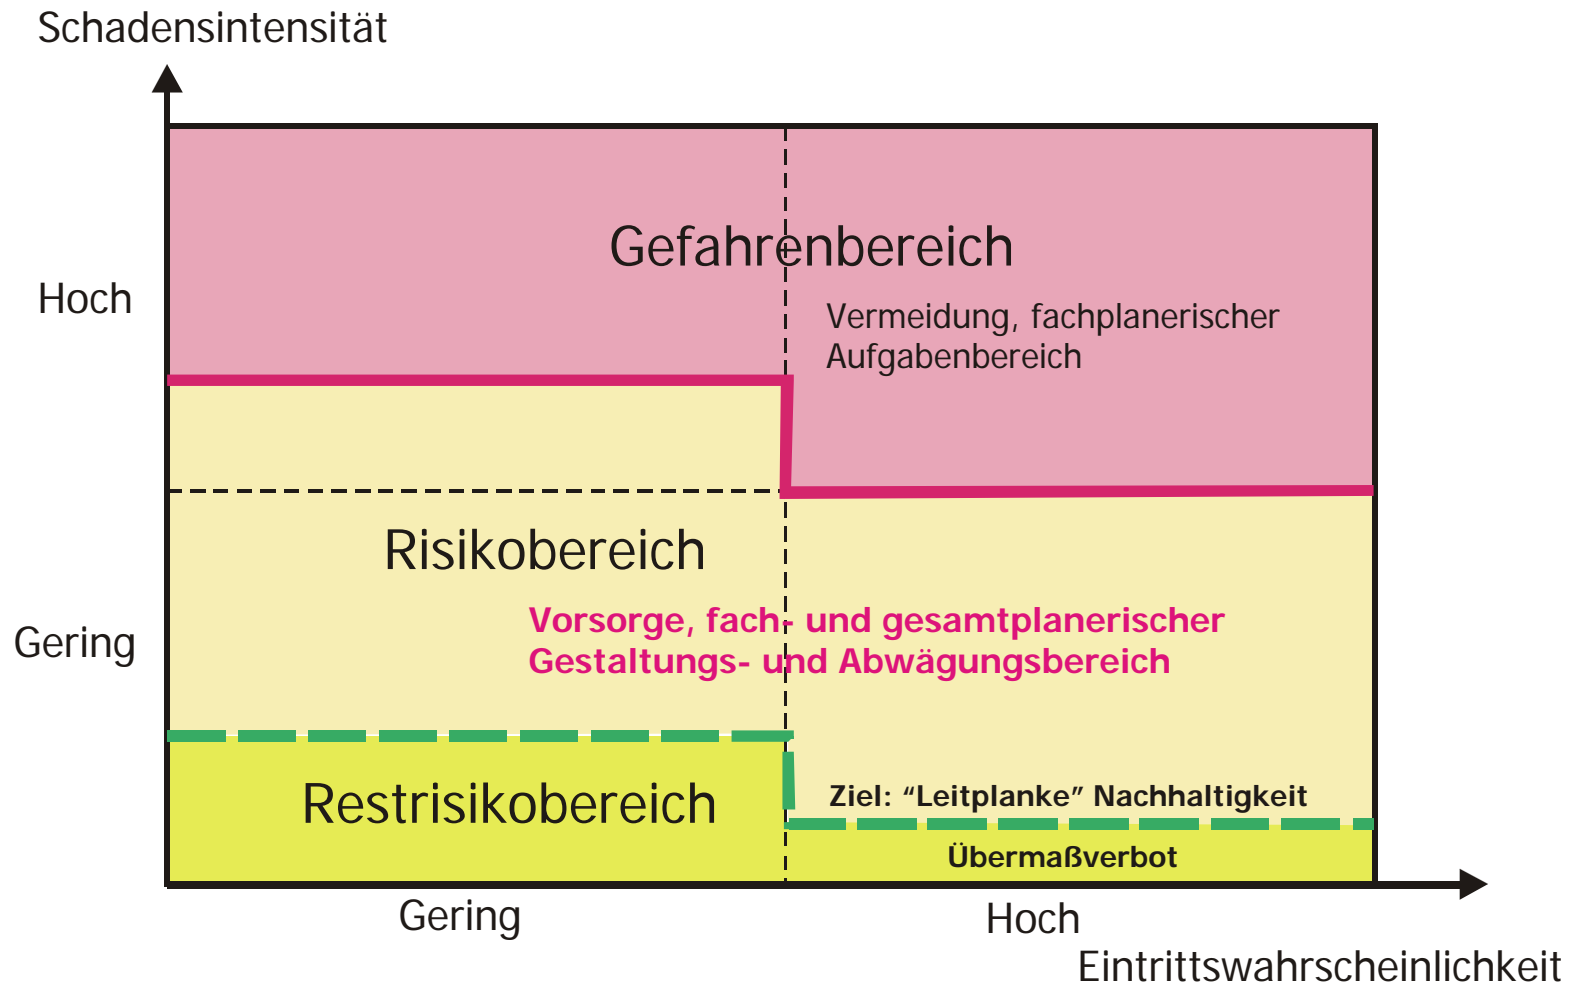 Schadensintensität
Gefahrenbereich
Hoch
Vermeidung, fachplanerischer
Aufgabenbereich
Risikobereich
Vorsorge, fach- und gesamtplanerischer
Gering
Gestaltungs- und Abwägungsbereich
Restrisikobereich
Ziel: “Leitplanke” Nachhaltigkeit
Übermaßverbot
Gering
Hoch
Eintrittswahrscheinlichkeit